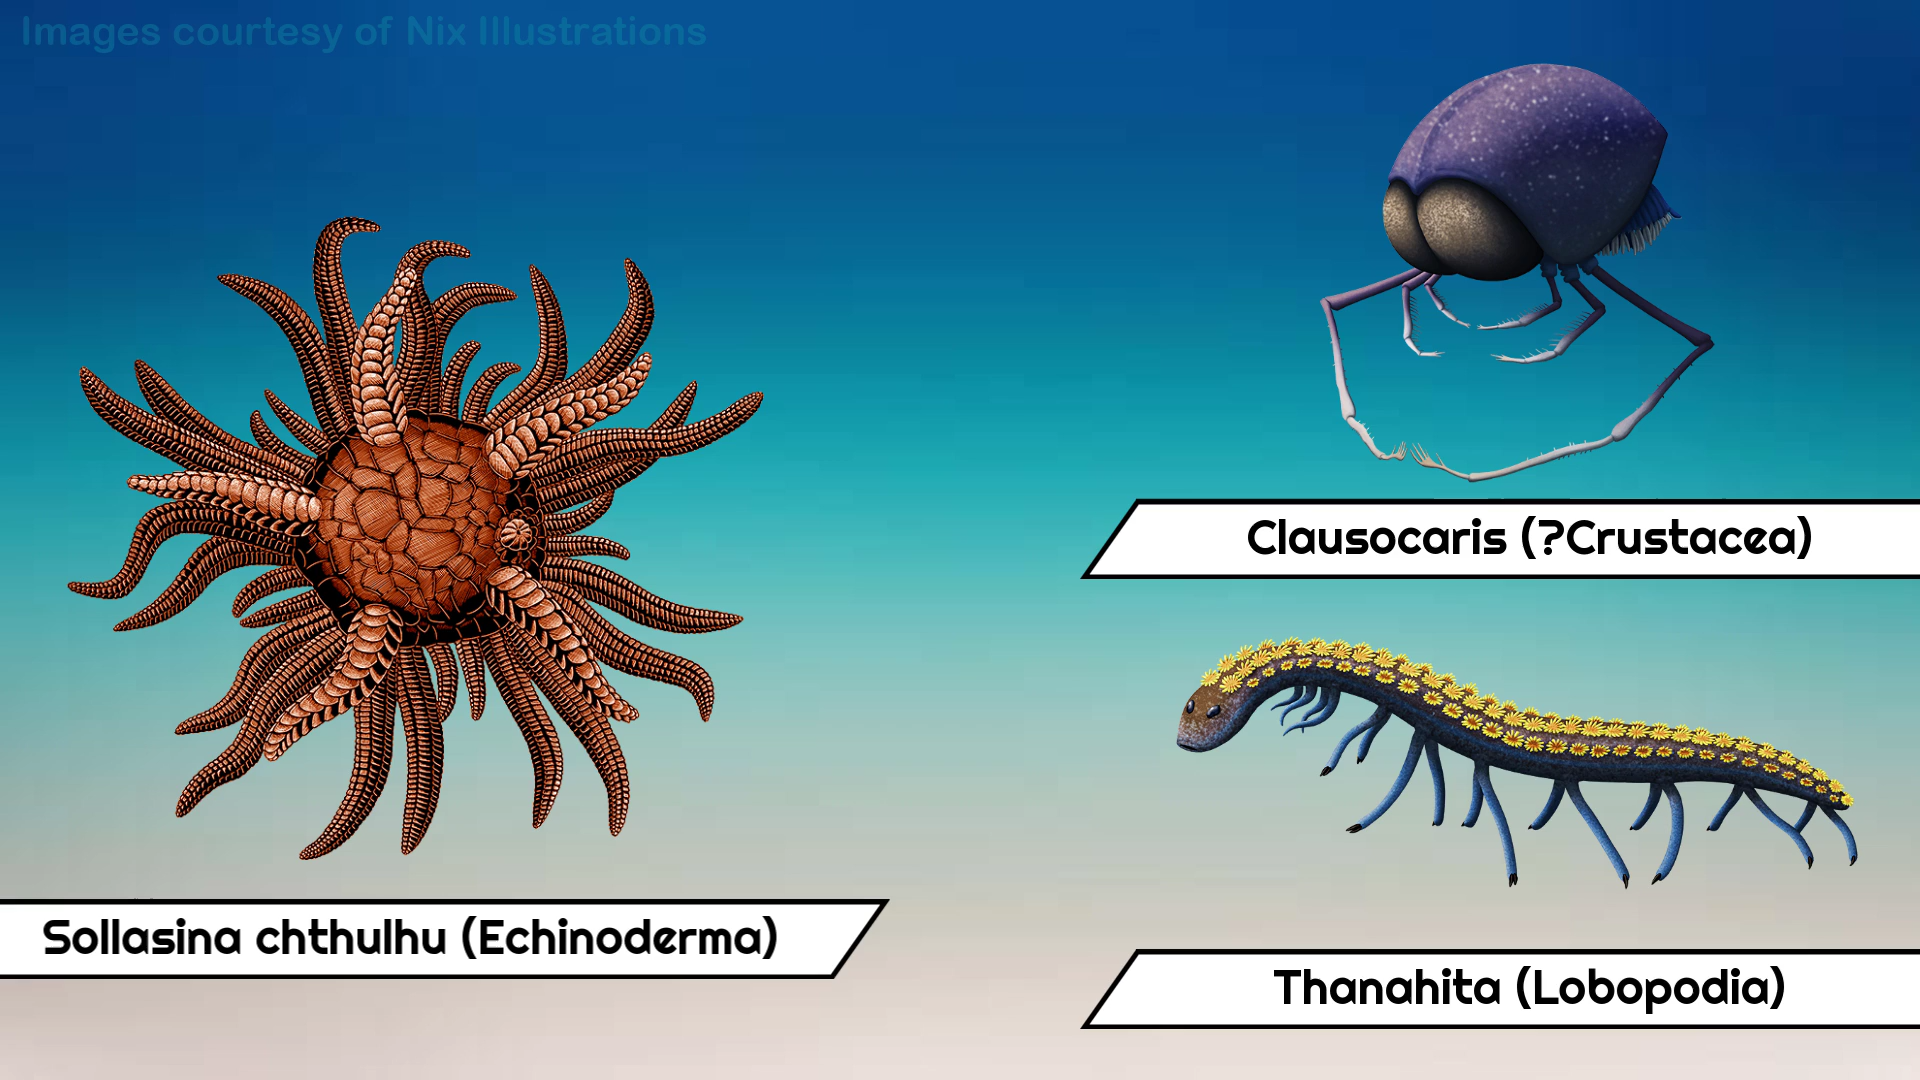 Images courtesy of Nix Illustrations
Clausocaris (?Crustacea)
Sollasina chthulhu (Echinoderma)
Thanahita (Lobopodia)